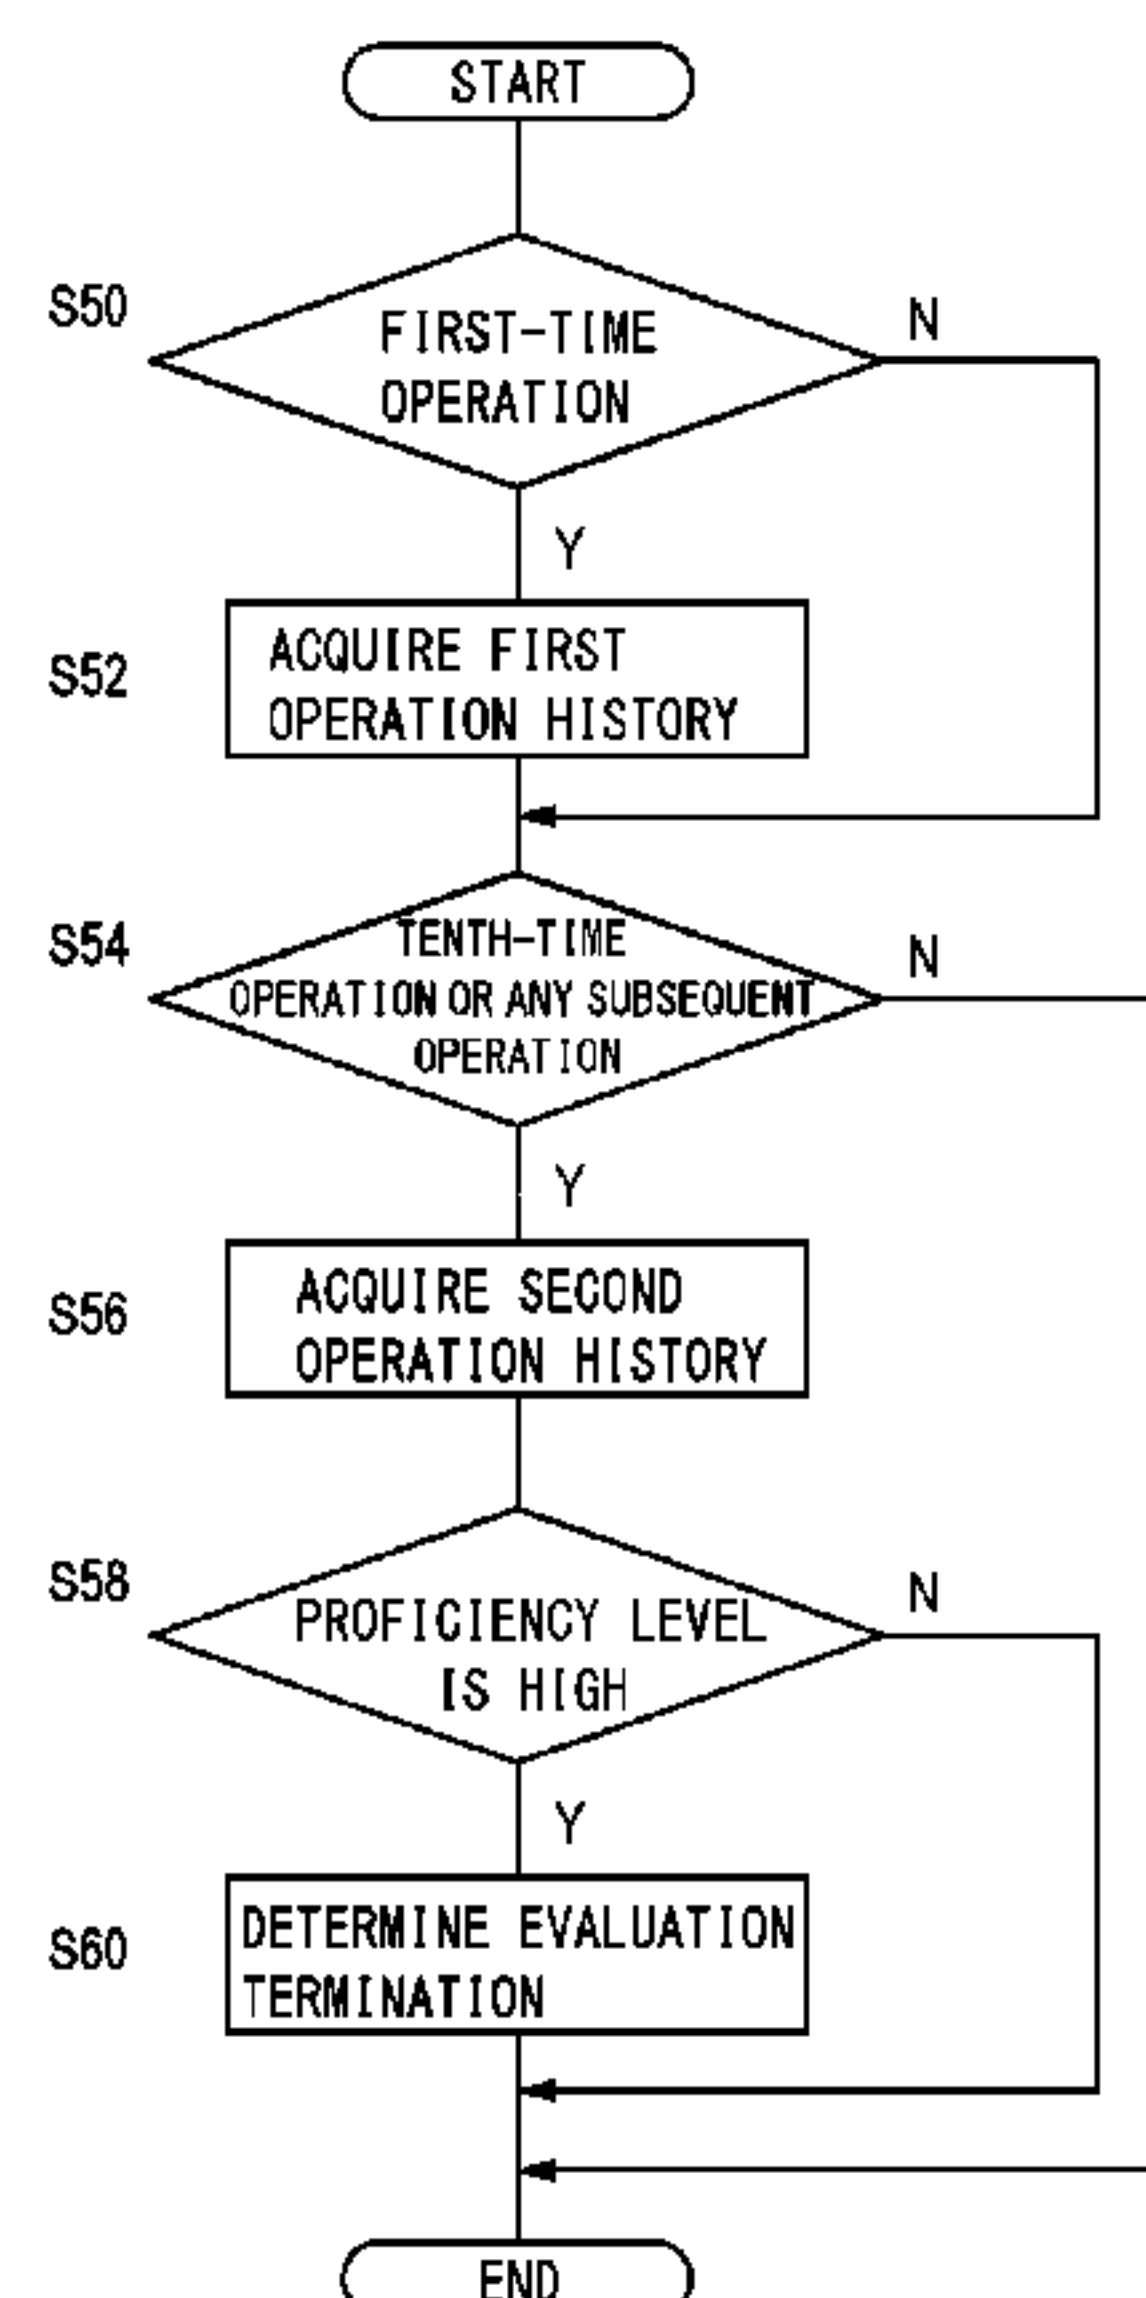 START
S50
FIRST-TIME
OPERATION
N
Y
S52
ACQUIRE FIRST
OPERATION HISTORY
S54
TENTH-TIME
OPERATION OR ANY SUBSEQUENT
OPERATION
N
Y
S56
ACQUIRE SECOND
OPERATION HISTORY
S58
PROFICIENCY LEVEL
IS HIGH
N
Y
S60
DETERMINE EVALUATION
TERMINATION
END